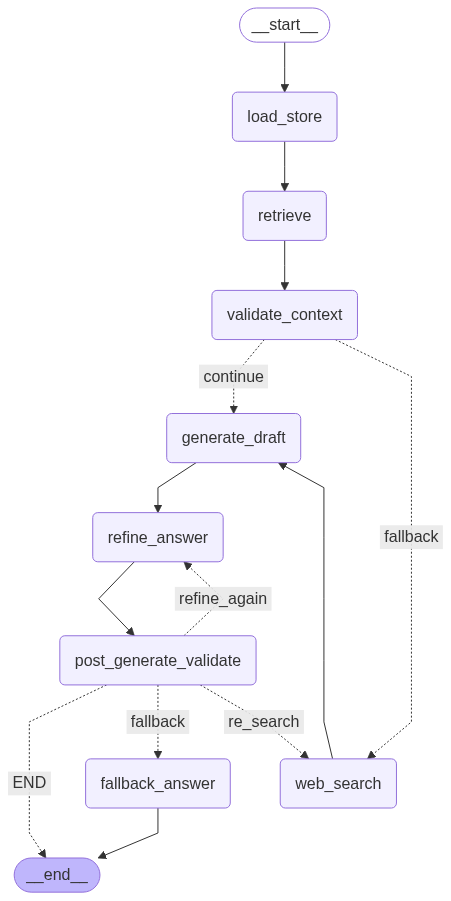 __start__
load_store
retrieve
validate_context
continue
generate_draft
fallback
refine_answer
refine_again
post_generate_validate
fallback
re_search
END
fallback_answer
web_search
__end__